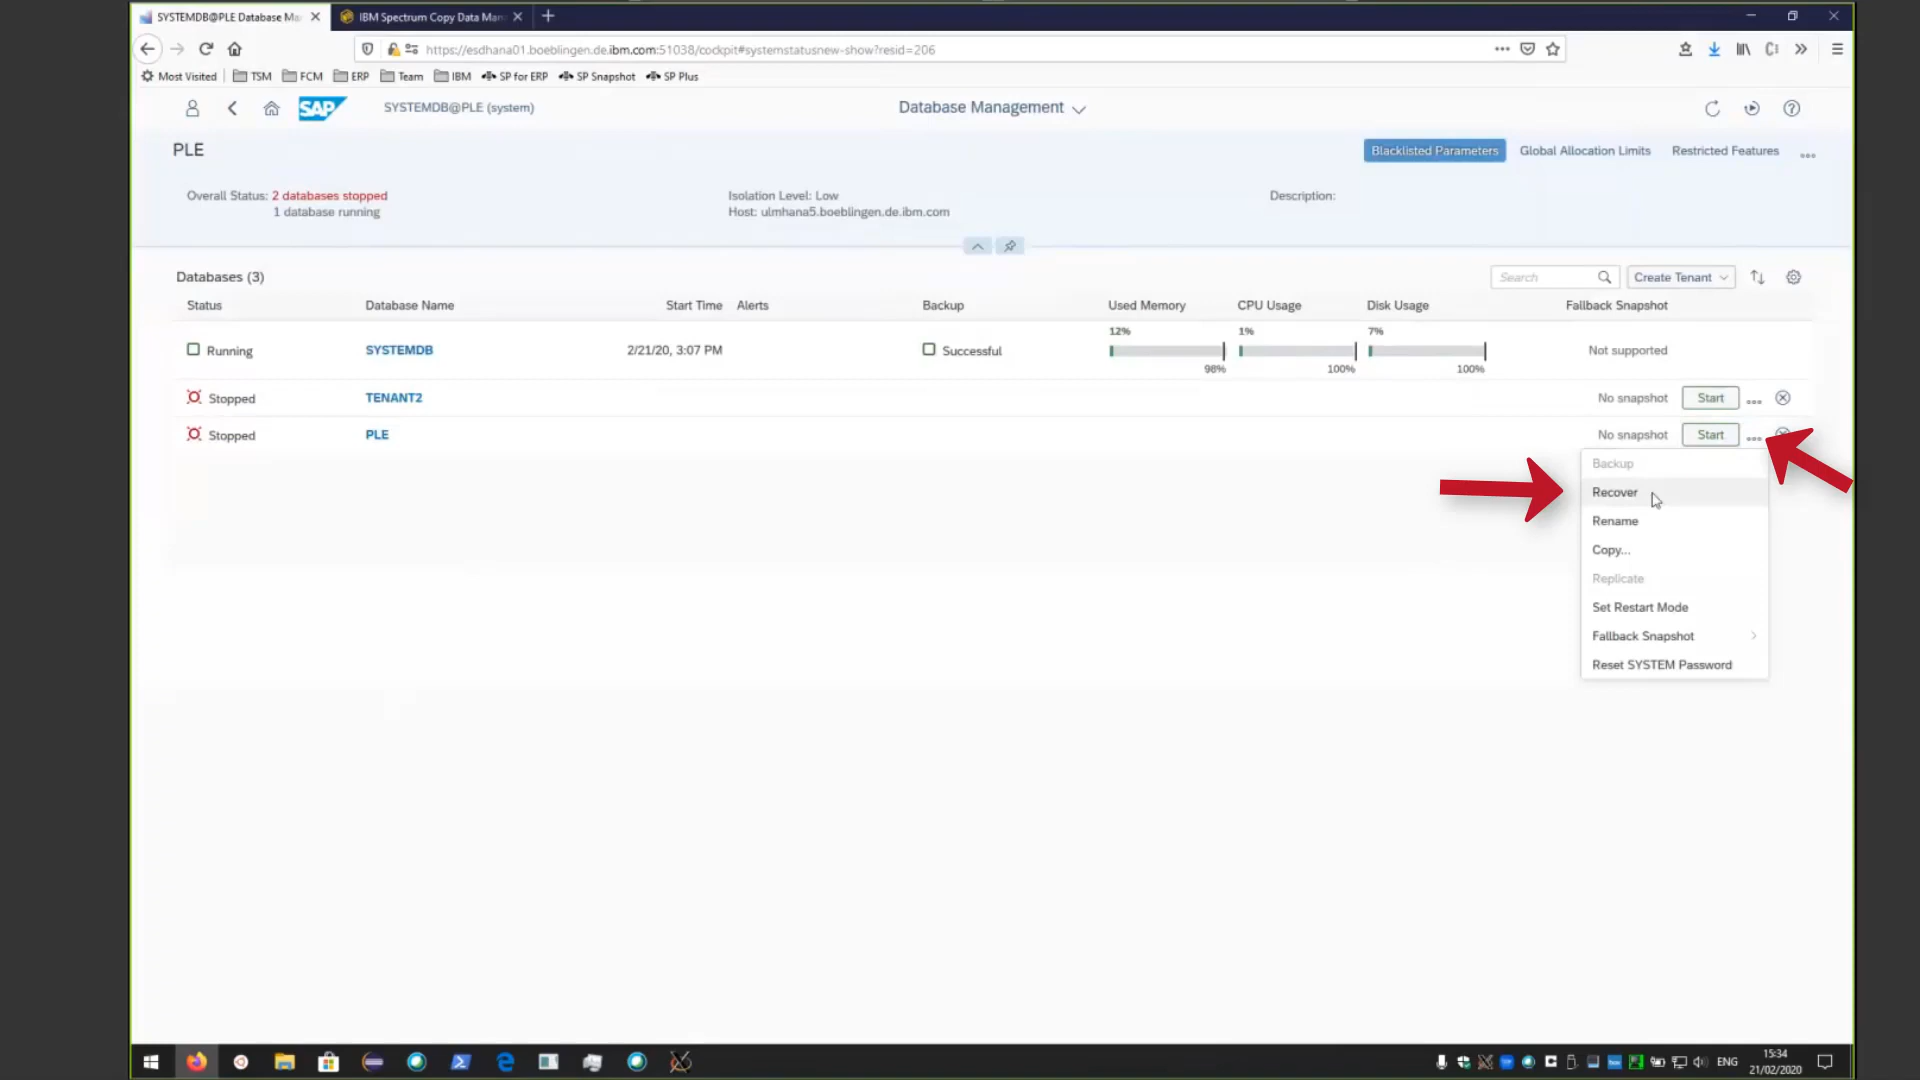 SYSTEMDB@PLE Database Ma
IBM Spectrum Copy Data Man
https://esdhana01.boeblingen.de.ibm.com:51038/cockpit#systemstatusnew-show?resid=206
Most Visited TSM FCM ERP Team IBM SP for ERP SP Snapshot SP Plus
SAP SYSTEMDB@PLE (system) Database Management
PLE
Blacklisted Parameters Global Allocation Limits Restricted Features
Overall Status: 2 databases stopped
1 database running
Isolation Level: Low
Host: ulmhana5.boeblingen.de.ibm.com
Description:
Databases (3)
Search
Create Tenant
Status Database Name Start Time Alerts Backup Used Memory CPU Usage Disk Usage Fallback Snapshot
12% 1% 7%
Running SYSTEMDB 2/21/20, 3:07 PM Successful Not supported
98% 100% 100%
Stopped TENANT2 No snapshot Start
Stopped PLE No snapshot Start
Backup
Recover
Rename
Copy...
Replicate
Set Restart Mode
Fallback Snapshot
Reset SYSTEM Password
ENG
15:34
21/02/2020